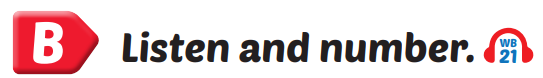 B Listen and number. WB 21